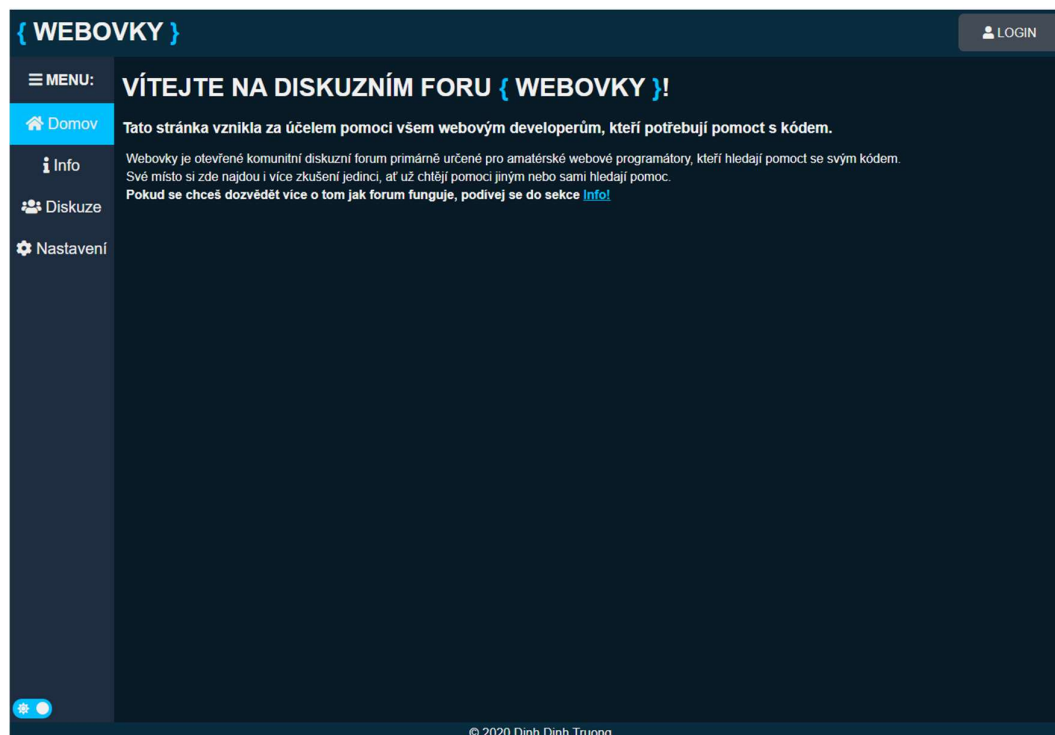 { WEBOVKY }
LOGIN
MENU:
Domov
Info
Diskuze
Nastavení
VÍTEJTE NA DISKUZNÍM FORU { WEBOVKY }!
Tato stránka vznikla za účelem pomoci všem webovým developerům, kteří potřebují pomoct s kódem.
Webovky je otevřené komunitní diskuzní forum primárně určené pro amatérské webové programátory, kteří hledají pomoct se svým kódem.
Své místo si zde najdou i více zkušení jedinci, ať už chtějí pomoci jiným nebo sami hledají pomoc.
Pokud se chceš dozvědět vice o tom jak forum funguje, podívej se do sekce Info!
© 2020 Dinh Dinh Truong